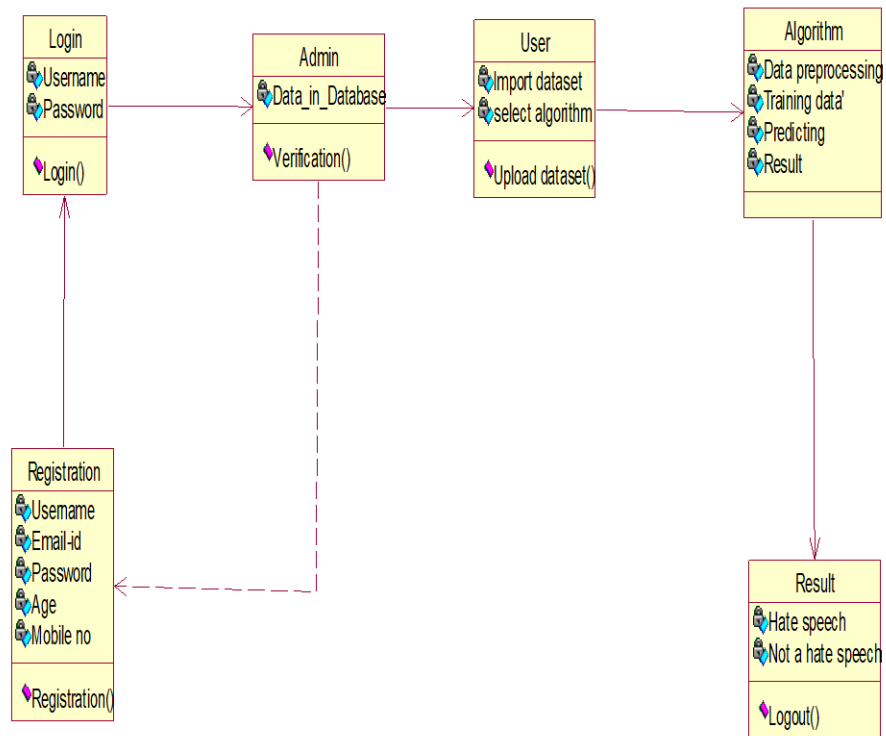 Login
Username
Password
Login()
Admin
Data_in_Database
Verification()
User
Import dataset
select algorithm
Upload dataset()
Algorithm
Data preprocessing
Training data'
Predicting
Result
Registration
Username
Email-id
Password
Age
Mobile no
Registration()
Result
Hate speech
Not a hate speech
Logout()